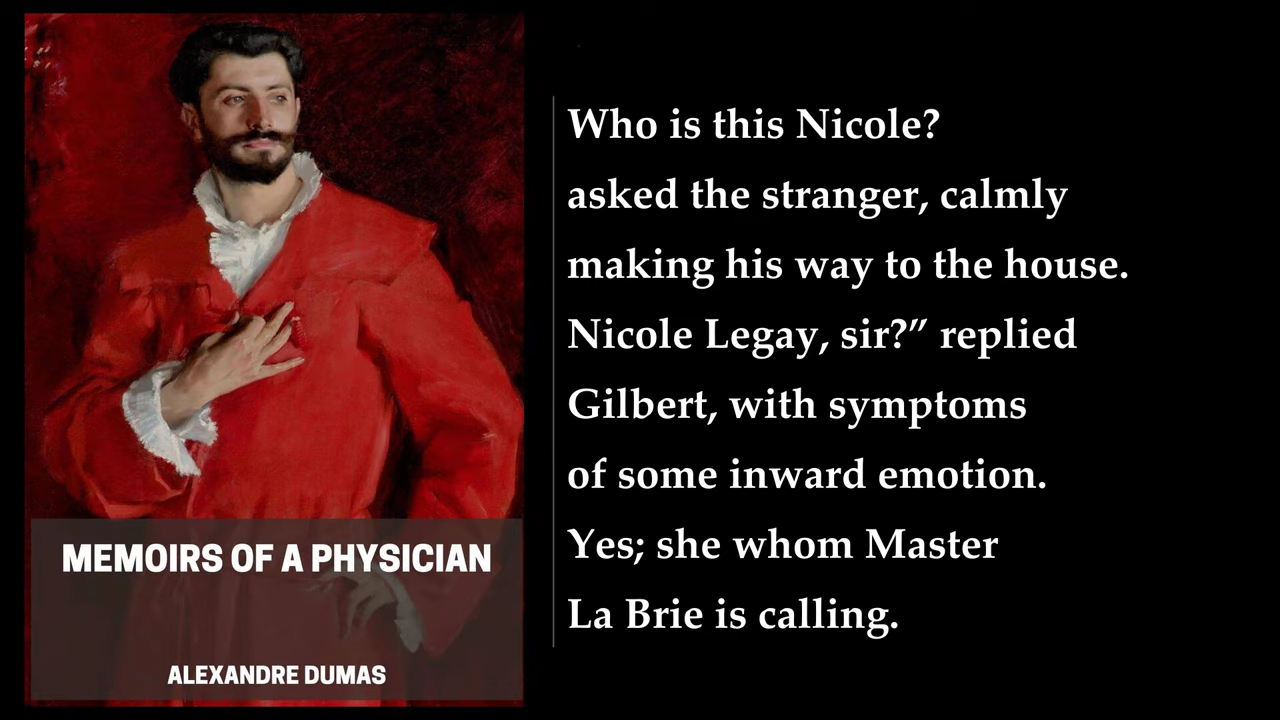 Who is this Nicole?
asked the stranger, calmly
making his way to the house.
Nicole Legay, sir?” replied
Gilbert, with symptoms
of some inward emotion.
Yes; she whom Master
La Brie is calling.
MEMOIRS OF A PHYSICIAN
ALEXANDRE DUMAS